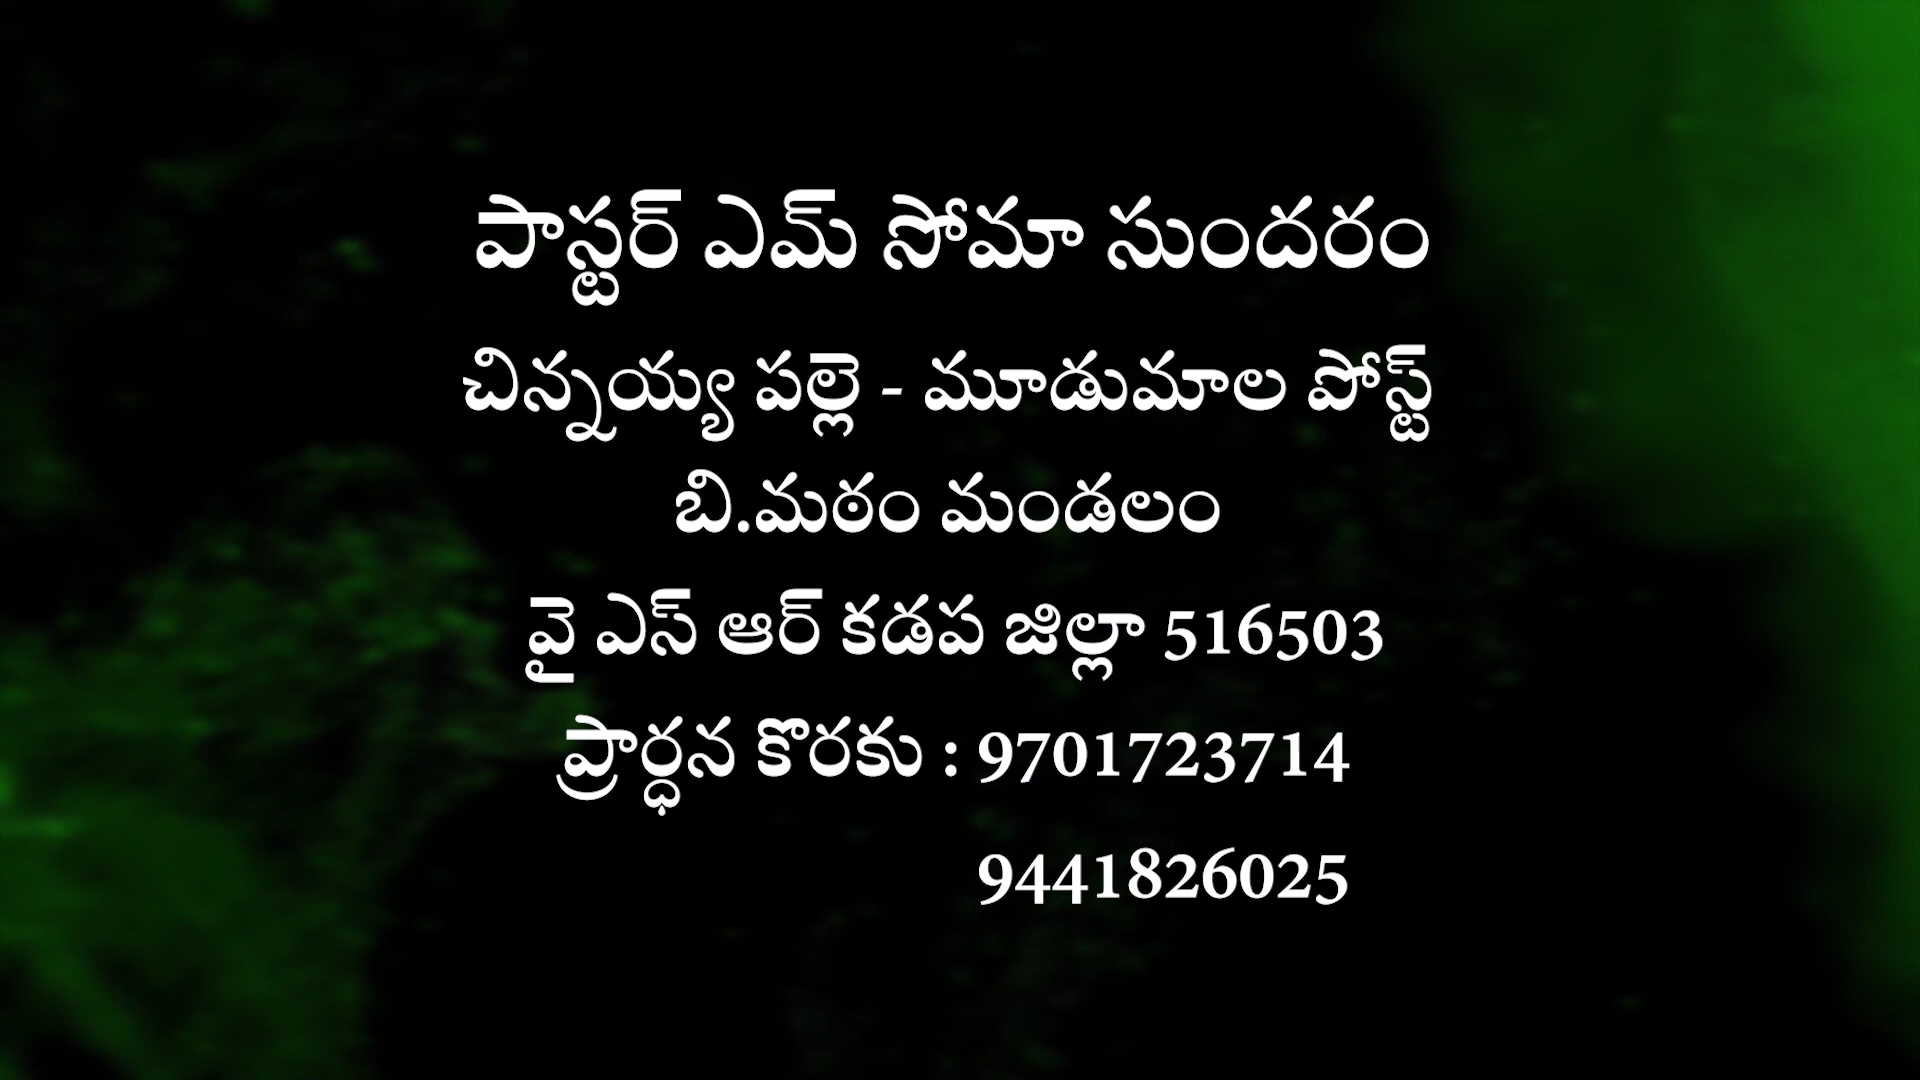 పాస్టర్ ఎమ్ సోమా సుందరం
చిన్నయ్య పల్లె - మూడుమాల పోస్ట్
బి.మఠం మండలం
వై ఎస్ ఆర్ కడప జిల్లా 516503
ప్రార్ధన కొరకు : 9701723714
9441826025